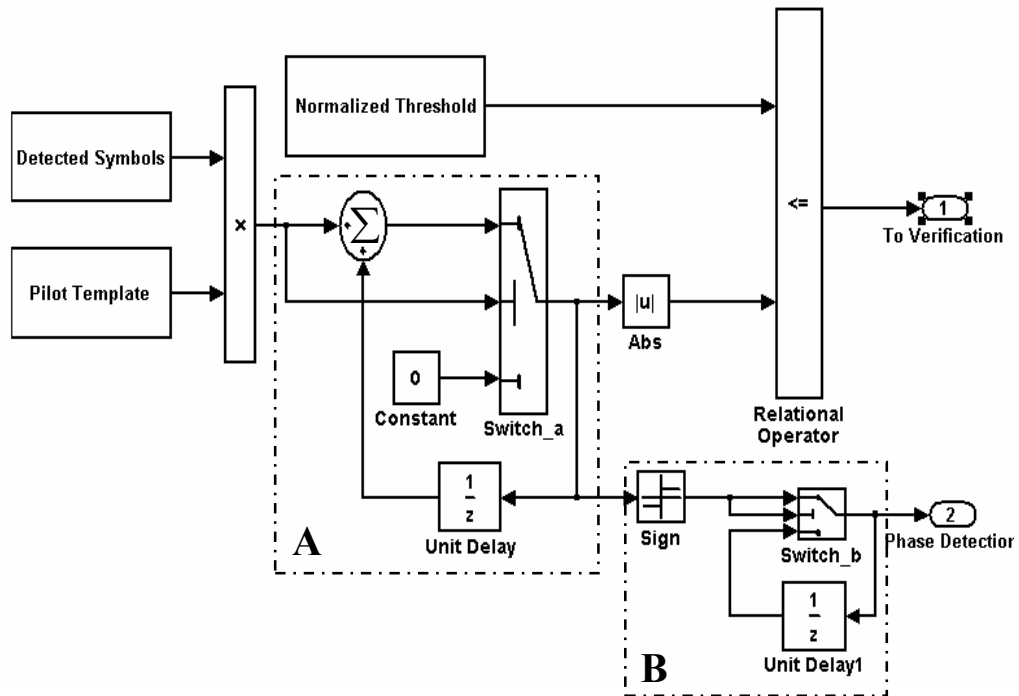 Normalized Threshold
Detected Symbols
Pilot Template
×
+
Σ
+
<=
1
To Verification
|u|
Abs
0
Constant
Switch_a
Relational
Operator
1
z
Unit Delay
A
Sign
Switch_b
2
Phase Detection
1
z
Unit Delay1
B